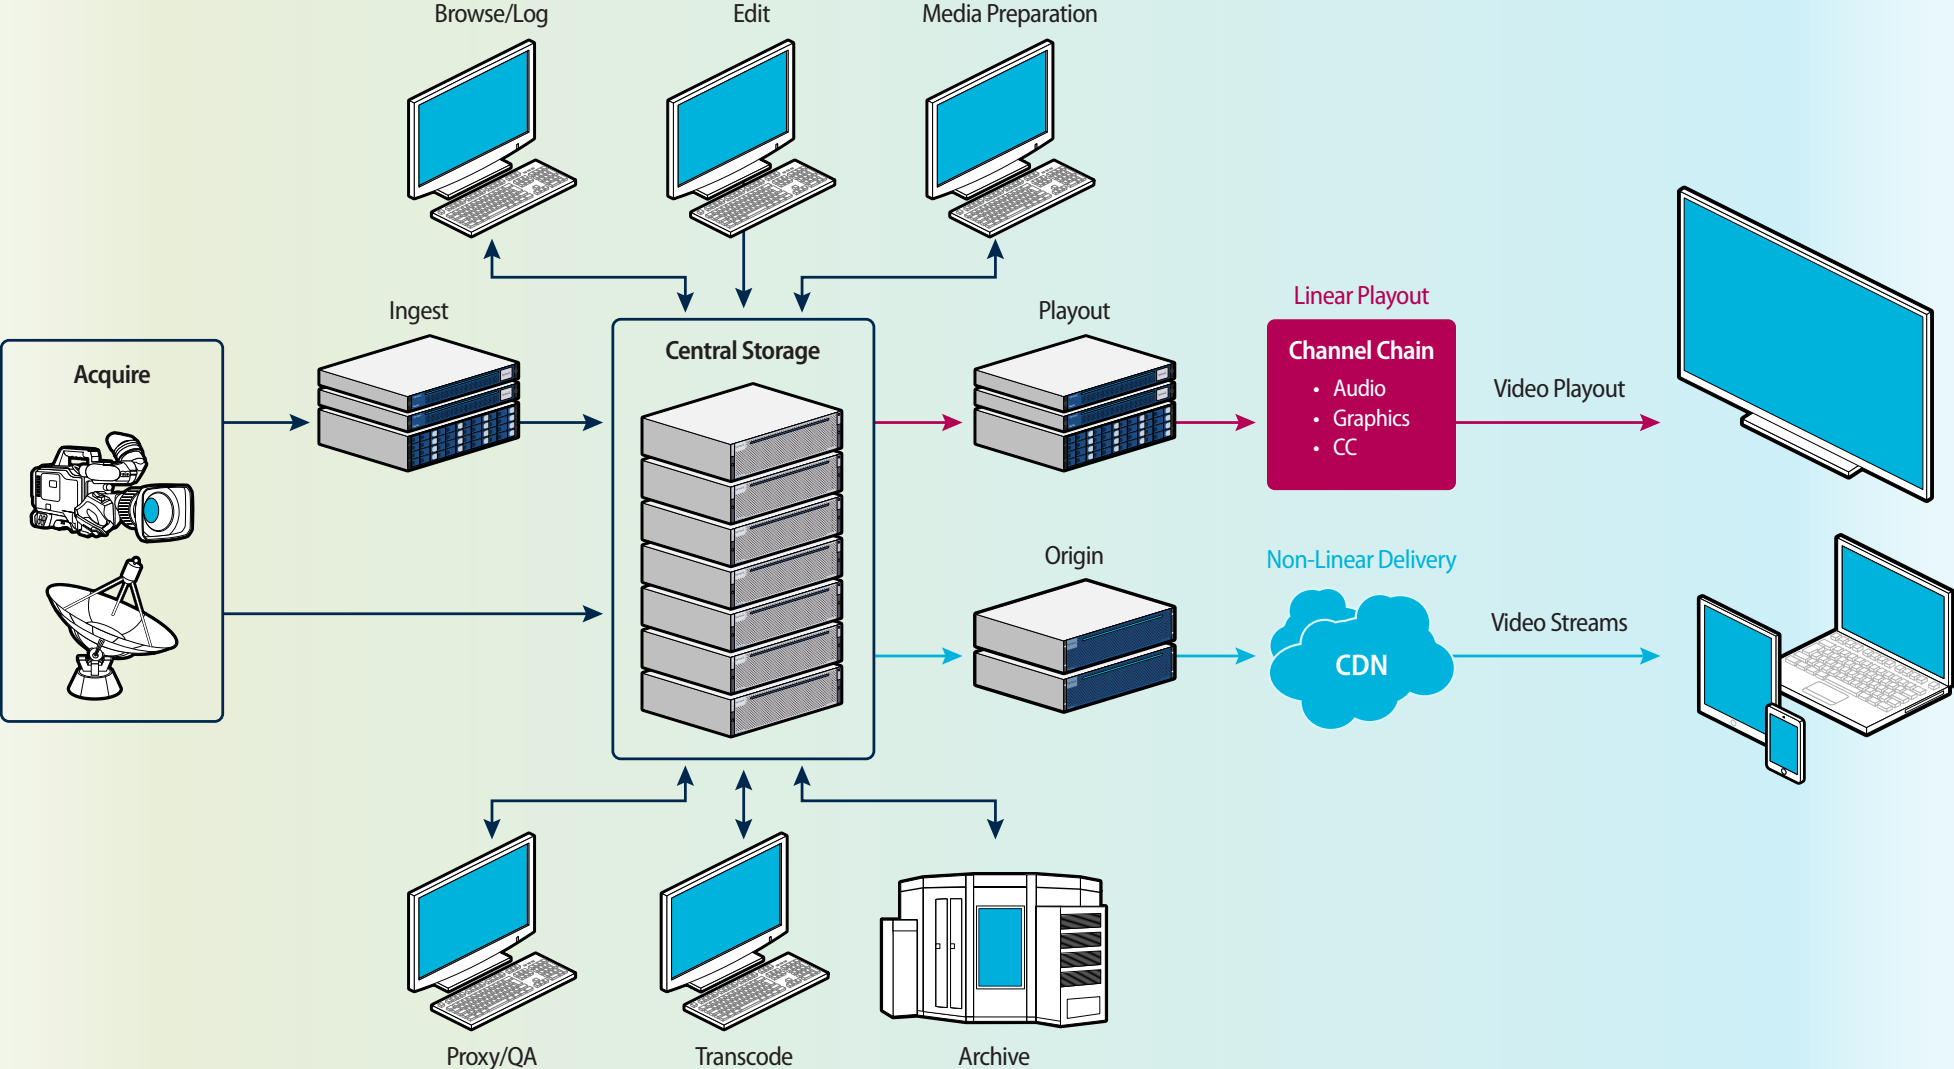 Browse/Log
Edit
Media Preparation
Ingest
Playout
Linear Playout
Acquire
Central Storage
Channel Chain
• Audio
• Graphics
• CC
Video Playout
Origin
Non-Linear Delivery
CDN
Video Streams
Proxy/QA
Transcode
Archive